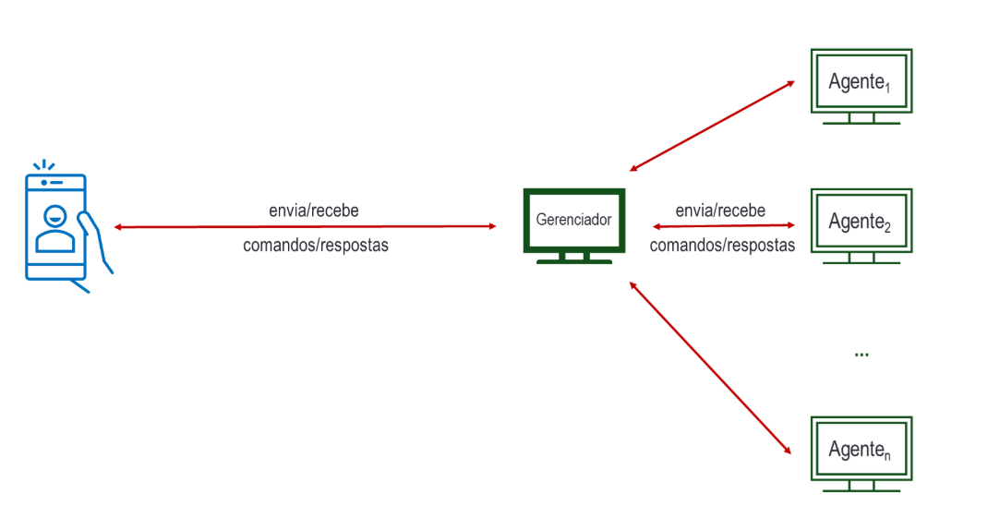 Agente₁
envia/recebe
comandos/respostas
Gerenciador
envia/recebe
comandos/respostas
Agente₂
...
Agenteₙ